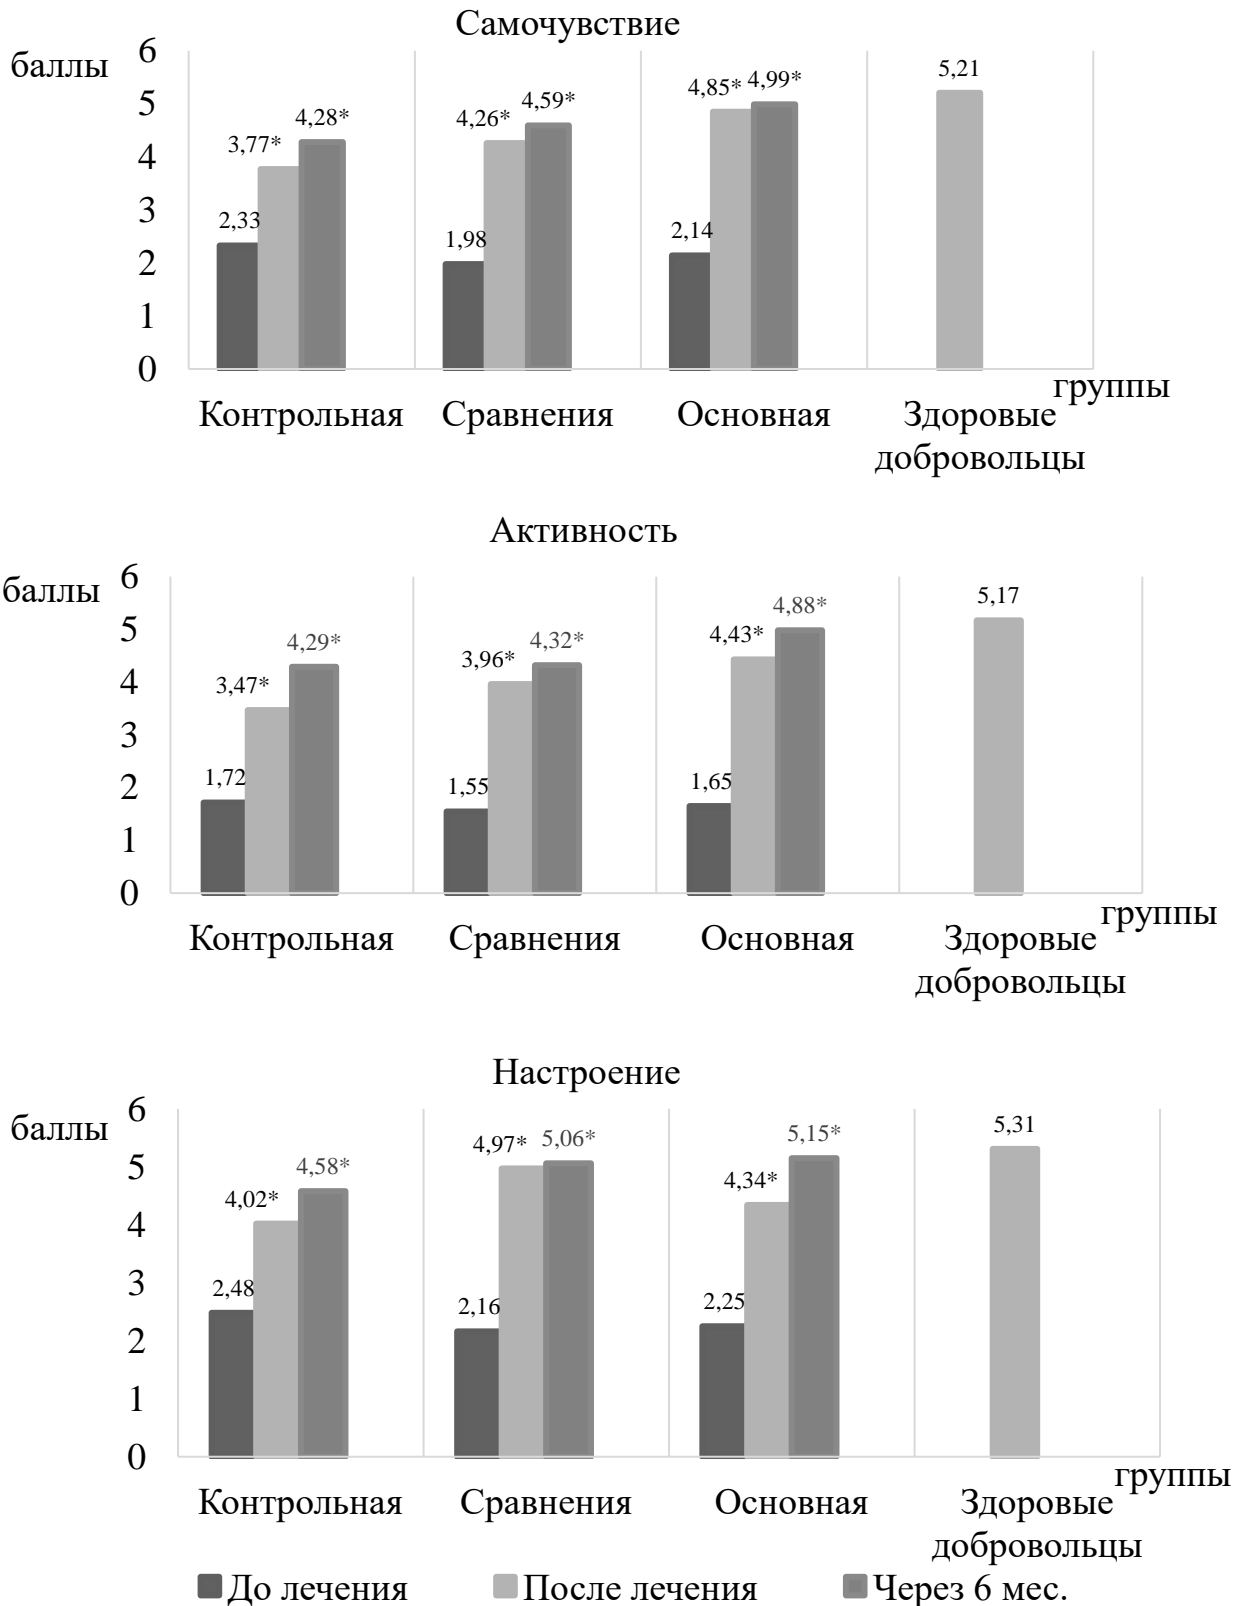 Самочувствие
баллы
6
5
4
3
2
1
0
2,33
3,77*
4,28*
1,98
4,26*
4,59*
2,14
4,85*
4,99*
5,21
группы
Контрольная
Сравнения
Основная
Здоровые
добровольцы
Активность
баллы
6
5
4
3
2
1
0
1,72
3,47*
4,29*
1,55
3,96*
4,32*
1,65
4,43*
4,88*
5,17
группы
Контрольная
Сравнения
Основная
Здоровые
добровольцы
Настроение
баллы
6
5
4
3
2
1
0
2,48
4,02*
4,58*
2,16
4,97*
5,06*
2,25
4,34*
5,15*
5,31
группы
Контрольная
Сравнения
Основная
Здоровые
добровольцы
До лечения
После лечения
Через 6 мес.